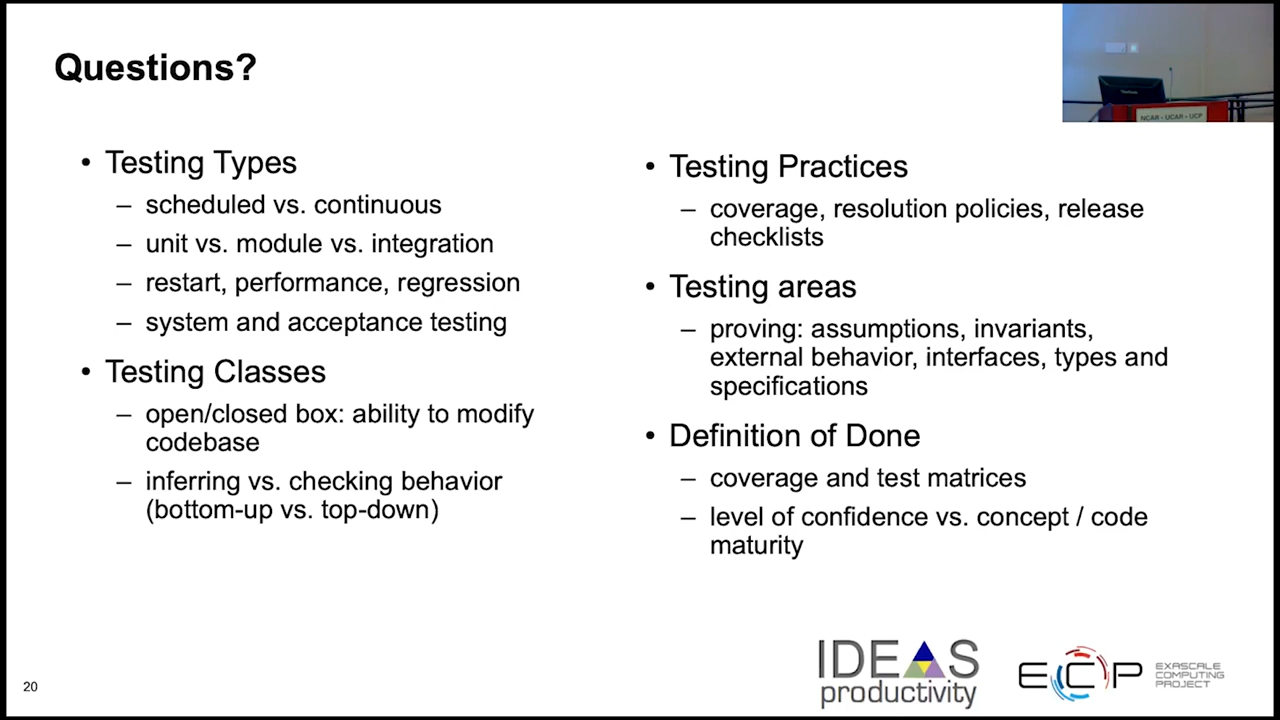 Questions?
• Testing Types
– scheduled vs. continuous
– unit vs. module vs. integration
– restart, performance, regression
– system and acceptance testing
• Testing Classes
– open/closed box: ability to modify
codebase
– inferring vs. checking behavior
(bottom-up vs. top-down)
• Testing Practices
– coverage, resolution policies, release
checklists
• Testing areas
– proving: assumptions, invariants,
external behavior, interfaces, types and
specifications
• Definition of Done
– coverage and test matrices
– level of confidence vs. concept / code
maturity
NCAR - UCAR - UCP
20
IDEAS
productivity
ECP
EXASCALE
COMPUTING
PROJECT